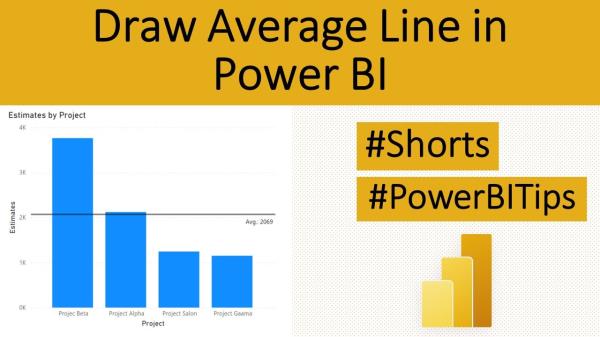 Draw Average Line in
Power BI
Estimates by Project
4K
3K
2K
1K
0K
Estimates
Avg.: 2069
Projec Beta
Project Alpha
Project Salon
Project Gaama
Project
#Shorts
#PowerBITips